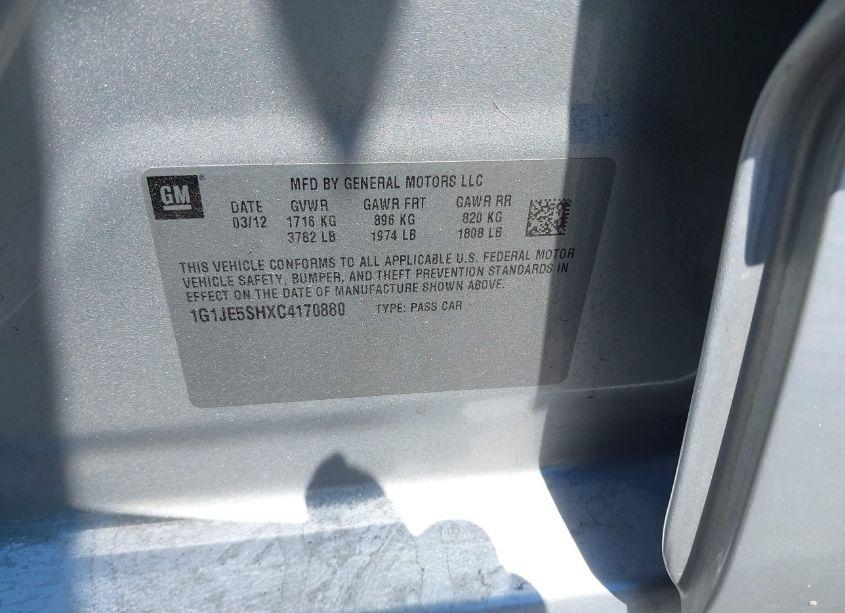 GM ®
MFD BY GENERAL MOTORS LLC
DATE GVWR GAWR FRT GAWR RR
03/12 1716 KG 896 KG 820 KG
3782 LB 1974 LB 1808 LB
THIS VEHICLE CONFORMS TO ALL APPLICABLE U.S. FEDERAL MOTOR
VEHICLE SAFETY, BUMPER, AND THEFT PREVENTION STANDARDS IN
EFFECT ON THE DATE OF MANUFACTURE SHOWN ABOVE.
1G1JE5SHXC4170880 TYPE: PASS CAR